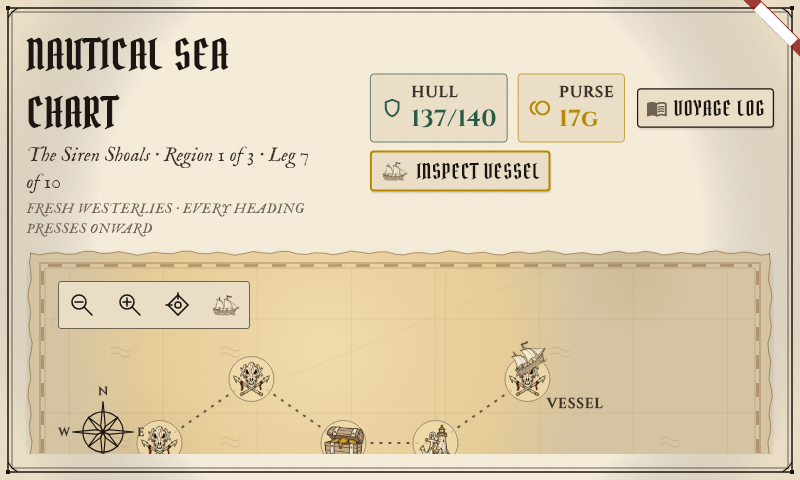 NAUTICAL SEA
CHART
The Siren Shoals · Region 1 of 3 · Leg 7
of 10
FRESH WESTERLIES · EVERY HEADING
PRESSES ONWARD
HULL
137/140
PURSE
17G
VOYAGE LOG
INSPECT VESSEL
VESSEL
N
W
E